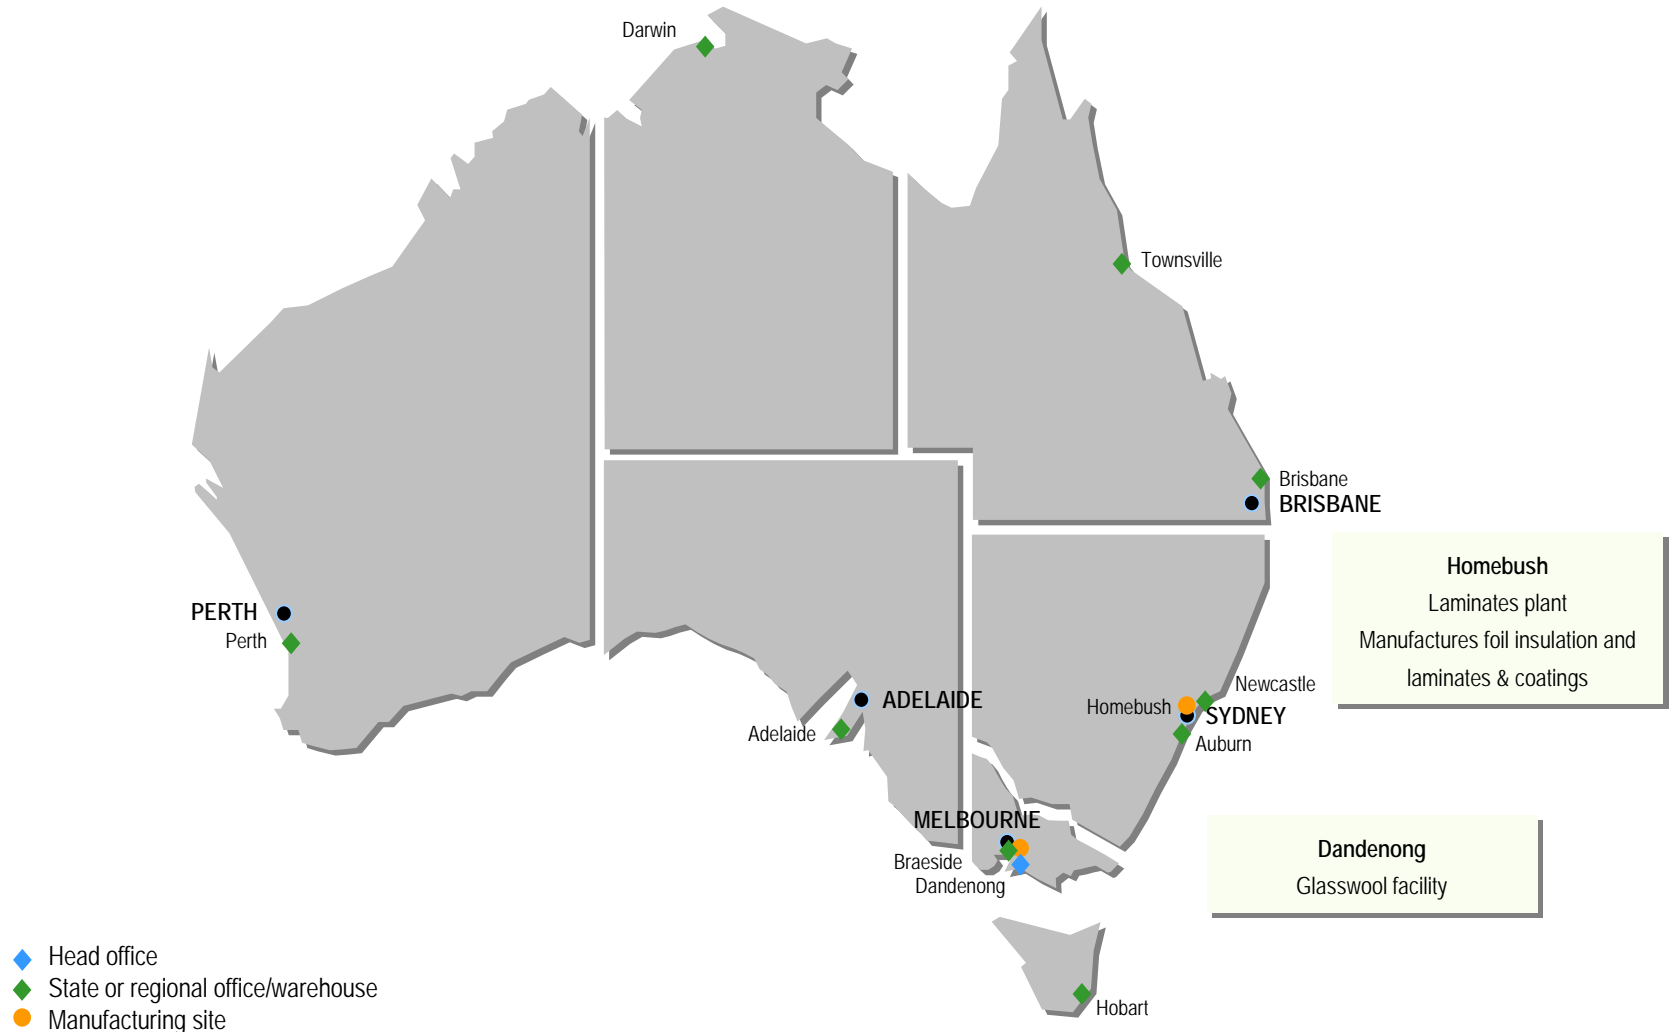 Darwin
Townsville
Brisbane
BRISBANE
Homebush
Laminates plant
Manufactures foil insulation and
laminates & coatings
PERTH
Perth
ADELAIDE
Adelaide
Newcastle
Homebush
SYDNEY
Auburn
MELBOURNE
Braeside
Dandenong
Dandenong
Glasswool facility
Hobart
Head office
State or regional office/warehouse
Manufacturing site